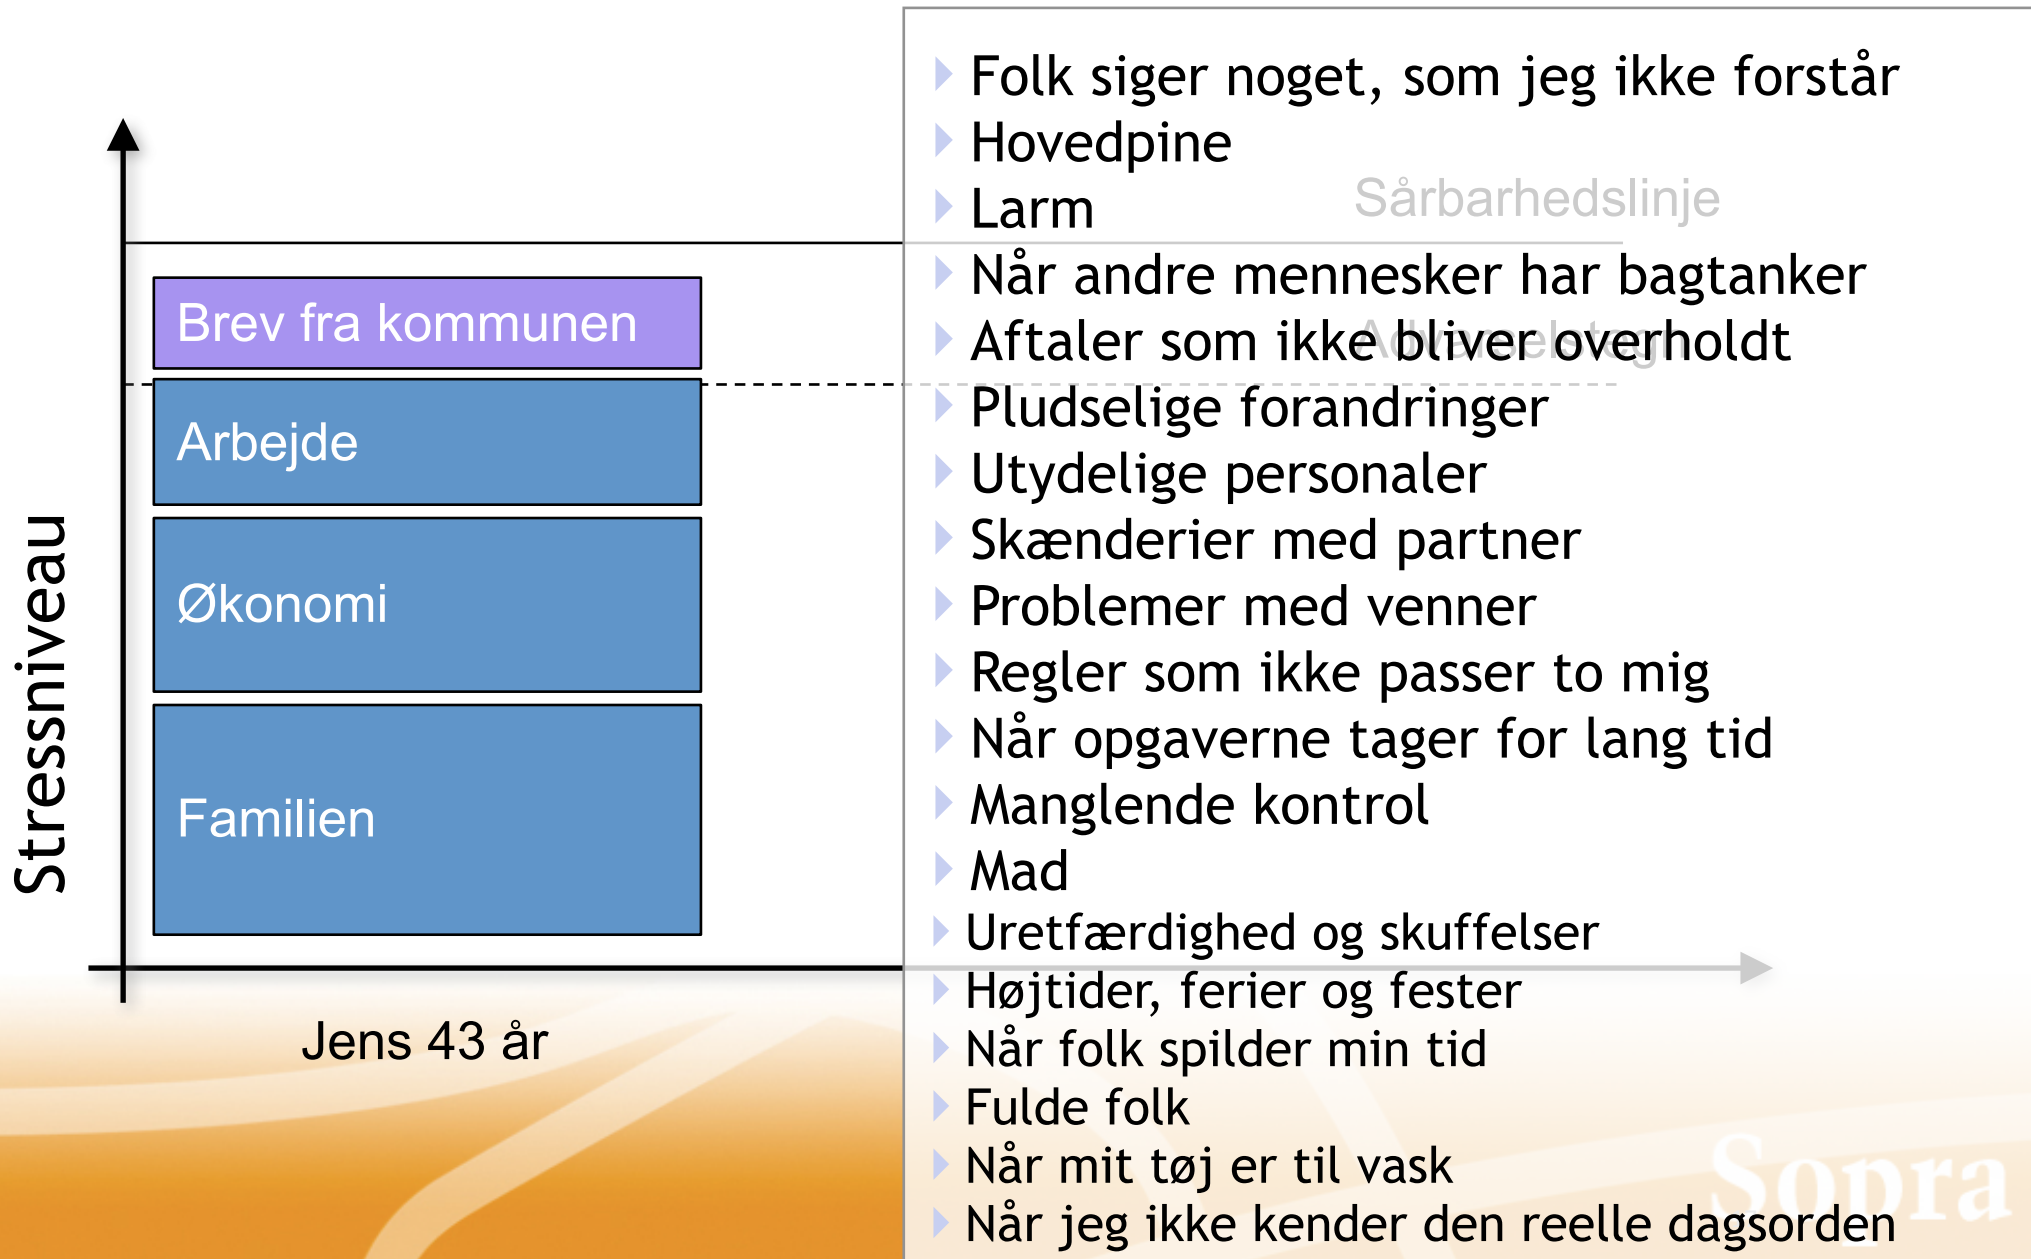 Stressniveau
Brev fra kommunen
Arbejde
Økonomi
Familien
Jens 43 år
Sårbarhedslinje
Advarselstegn
Folk siger noget, som jeg ikke forstår
Hovedpine
Larm
Når andre mennesker har bagtanker
Aftaler som ikke bliver overholdt
Pludselige forandringer
Utydelige personaler
Skænderier med partner
Problemer med venner
Regler som ikke passer to mig
Når opgaverne tager for lang tid
Manglende kontrol
Mad
Uretfærdighed og skuffelser
Højtider, ferier og fester
Når folk spilder min tid
Fulde folk
Når mit tøj er til vask
Når jeg ikke kender den reelle dagsorden
Sopra